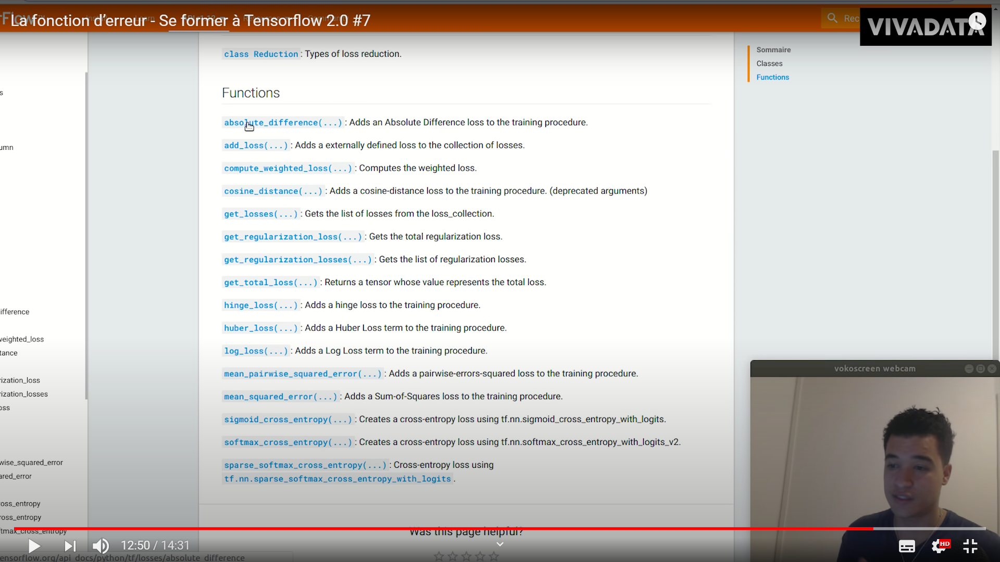 La fonction d'erreur - Se former à Tensorflow 2.0 #7
Rec
VIVADATA
class Reduction: Types of loss reduction.
Sommaire
Classes
Functions
Functions
absolute_difference(...): Adds an Absolute Difference loss to the training procedure.
add_loss(...): Adds a externally defined loss to the collection of losses.
compute_weighted_loss(...): Computes the weighted loss.
cosine_distance(...): Adds a cosine-distance loss to the training procedure. (deprecated arguments)
get_losses(...): Gets the list of losses from the loss_collection.
get_regularization_loss(...): Gets the total regularization loss.
get_regularization_losses(...): Gets the list of regularization losses.
get_total_loss(...): Returns a tensor whose value represents the total loss.
hinge_loss(...): Adds a hinge loss to the training procedure.
huber_loss(...): Adds a Huber Loss term to the training procedure.
log_loss(...): Adds a Log Loss term to the training procedure.
mean_pairwise_squared_error(...): Adds a pairwise-errors-squared loss to the training procedure.
mean_squared_error(...): Adds a Sum-of-Squares loss to the training procedure.
sigmoid_cross_entropy(...): Creates a cross-entropy loss using tf.nn.sigmoid_cross_entropy_with_logits.
softmax_cross_entropy(...): Creates a cross-entropy loss using tf.nn.softmax_cross_entropy_with_logits_v2.
sparse_softmax_cross_entropy(...): Cross-entropy loss using
tf.nn.sparse_softmax_cross_entropy_with_logits.
s
umn
ifference
weighted_loss
tance
rization_loss
rization_losses
oss
wise_squared_error
ared_error
ross_entropy
ross_entropy
ftmax_cross_entropy
vokoscreen webcam
Was this page helpful?
12:50 / 14:31
HD
ensorflow.org/api_docs/python/tf/losses/absolute_difference